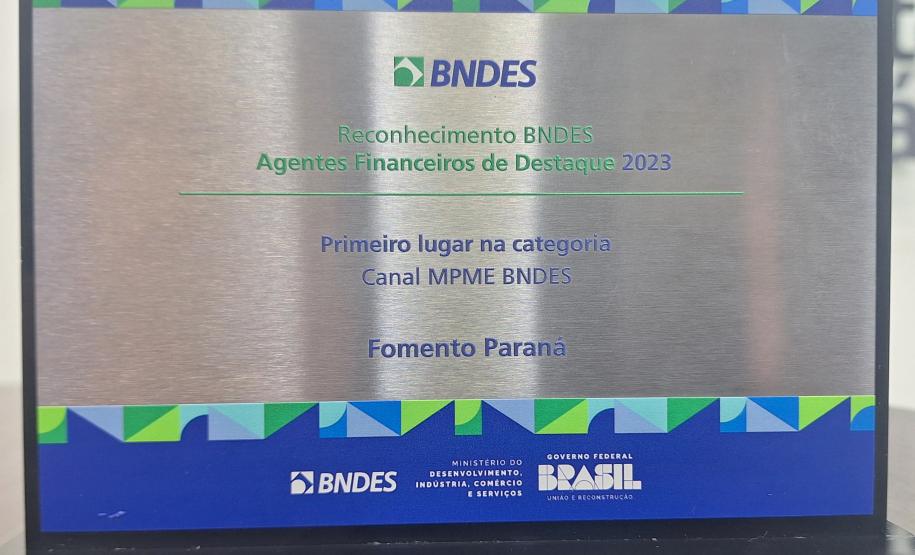 BNDES
Reconhecimento BNDES
Agentes Financeiros de Destaque 2023
Primeiro lugar na categoria
Canal MPME BNDES
Fomento Paraná
BNDES
MINISTÉRIO DO
DESENVOLVIMENTO,
INDÚSTRIA, COMÉRCIO
E SERVIÇOS
GOVERNO FEDERAL
BRASIL
UNIÃO E RECONSTRUÇÃO